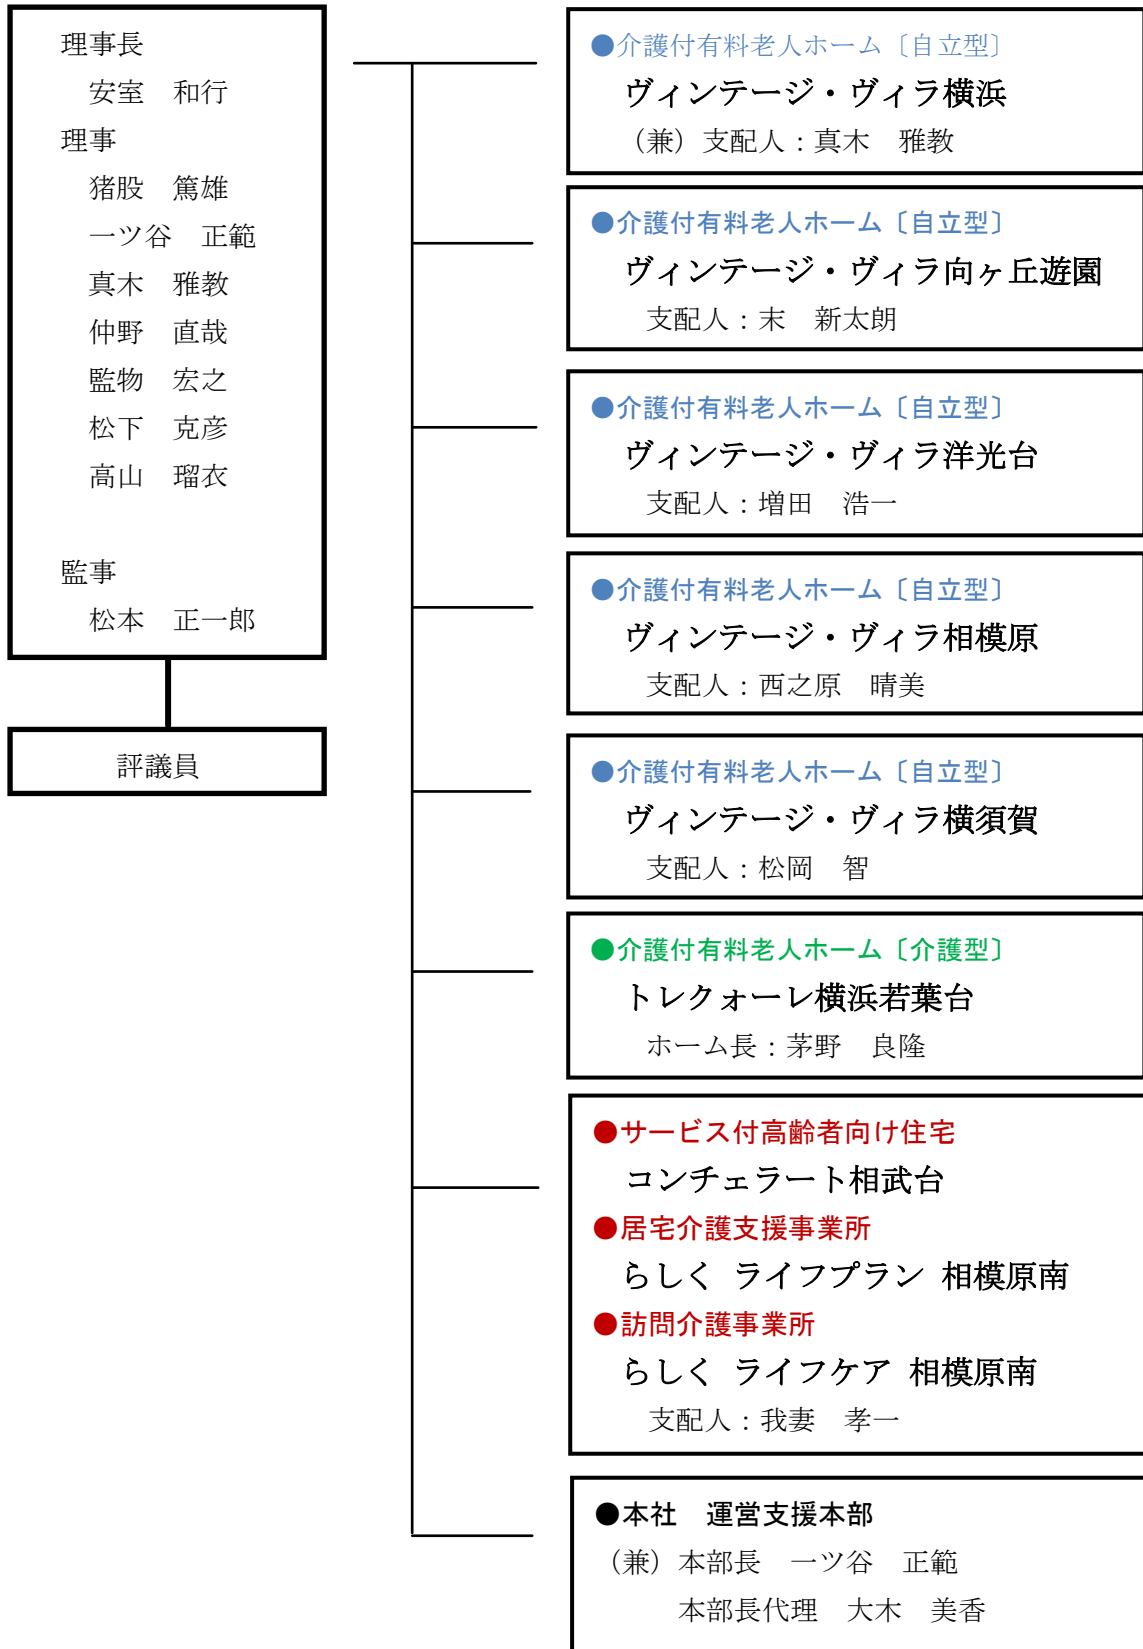 理事長
安室　和行
理事
猪股　篤雄
一ツ谷　正範
真木　雅教
仲野　直哉
監物　宏之
松下　克彦
高山　瑠衣
監事
松本　正一郎
評議員
●介護付有料老人ホーム〔自立型〕
ヴィンテージ・ヴィラ横浜
（兼）支配人：真木　雅教
●介護付有料老人ホーム〔自立型〕
ヴィンテージ・ヴィラ向ヶ丘遊園
支配人：末　新太朗
●介護付有料老人ホーム〔自立型〕
ヴィンテージ・ヴィラ洋光台
支配人：増田　浩一
●介護付有料老人ホーム〔自立型〕
ヴィンテージ・ヴィラ相模原
支配人：西之原　晴美
●介護付有料老人ホーム〔自立型〕
ヴィンテージ・ヴィラ横須賀
支配人：松岡　智
●介護付有料老人ホーム〔介護型〕
トレクォーレ横浜若葉台
ホーム長：茅野　良隆
●サービス付高齢者向け住宅
コンチェラート相武台
●居宅介護支援事業所
らしく ライフプラン 相模原南
●訪問介護事業所
らしく ライフケア 相模原南
支配人：我妻　孝一
●本社　運営支援本部
（兼）本部長　一ツ谷　正範
本部長代理　大木　美香